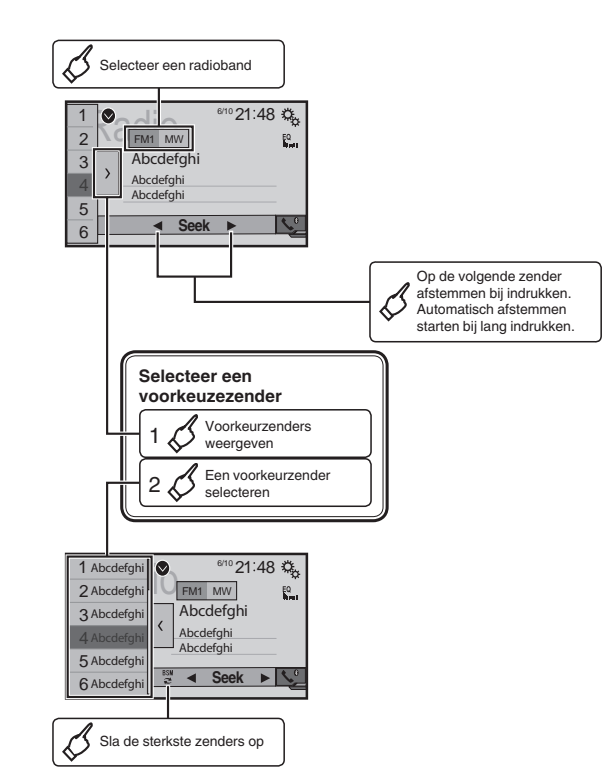 Selecteer een radioband
1
Radio
6/10 21:48
2
FM1 MW
EQ
3
Abcdefghi
4
Abcdefghi
Abcdefghi
5
6
◄ Seek ►
Op de volgende zender
afstemmen bij indrukken.
Automatisch afstemmen
starten bij lang indrukken.
Selecteer een
voorkeuzezender
1 Voorkeurzenders
weergeven
2 Een voorkeurzender
selecteren
1 Abcdefghi
6/10 21:48
2 Abcdefghi
FM1 MW
EQ
3 Abcdefghi
Abcdefghi
4 Abcdefghi
Abcdefghi
Abcdefghi
5 Abcdefghi
6 Abcdefghi
BSM
◄ Seek ►
Sla de sterkste zenders op